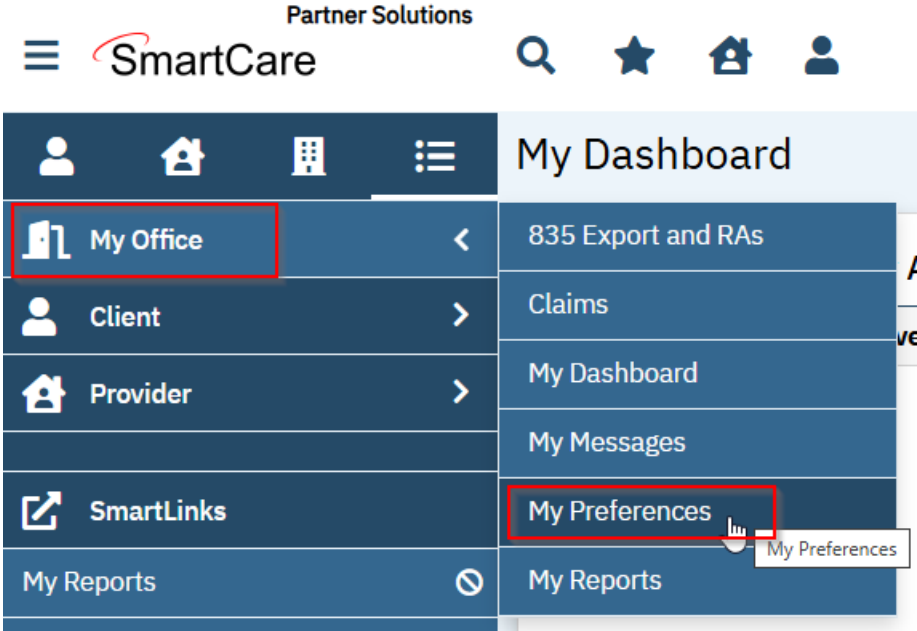 Partner Solutions
SmartCare
My Dashboard
My Office
Client
Provider
SmartLinks
My Reports
835 Export and RAs
Claims
My Dashboard
My Messages
My Preferences
My Preferences
My Reports
A
ve